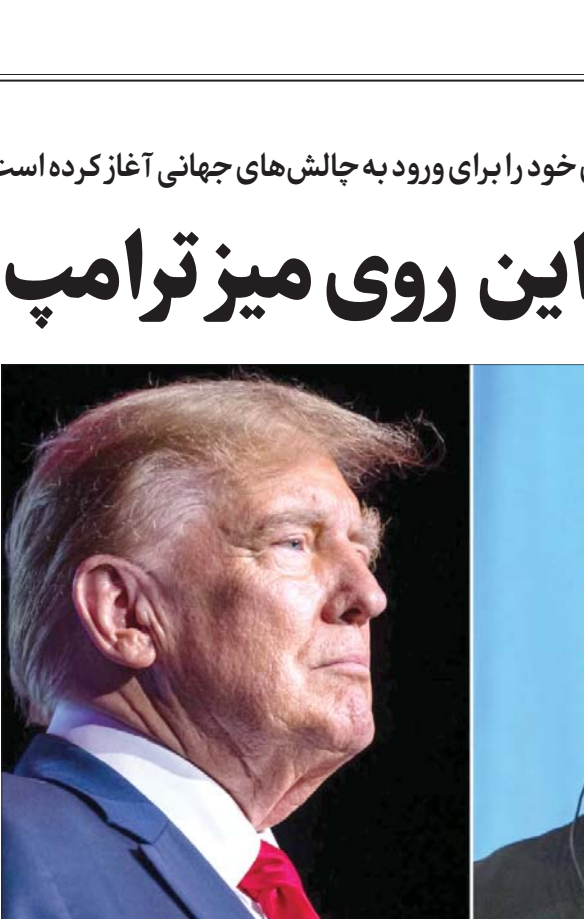 خود را برای ورود به چالش‌های جهانی آغاز کرده است
این روی میز ترامپ